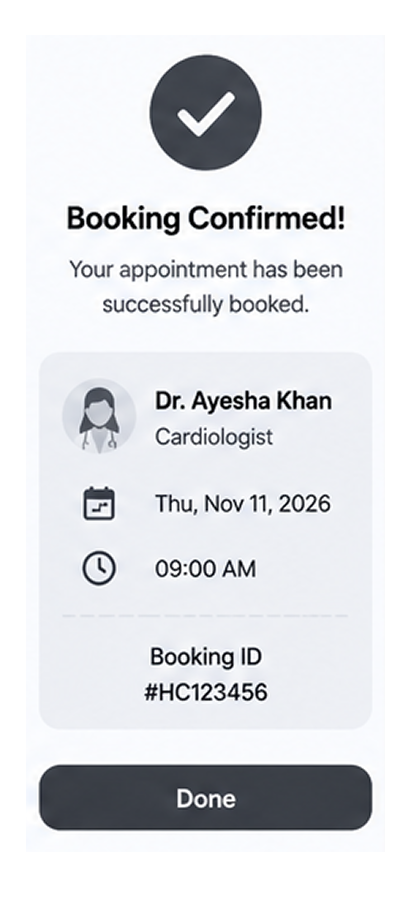 Booking Confirmed!
Your appointment has been
successfully booked.
Dr. Ayesha Khan
Cardiologist
Thu, Nov 11, 2026
09:00 AM
Booking ID
#HC123456
Done